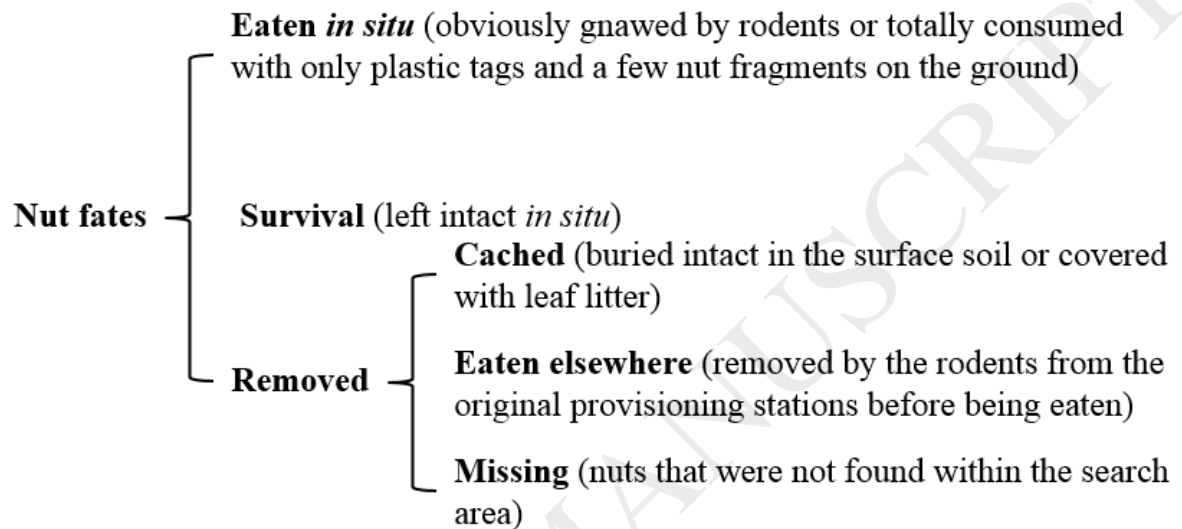 Eaten in situ (obviously gnawed by rodents or totally consumed
with only plastic tags and a few nut fragments on the ground)
Nut fates
Survival (left intact in situ)
Cached (buried intact in the surface soil or covered
with leaf litter)
Removed
Eaten elsewhere (removed by the rodents from the
original provisioning stations before being eaten)
Missing (nuts that were not found within the search
area)
MANUSCRIPT